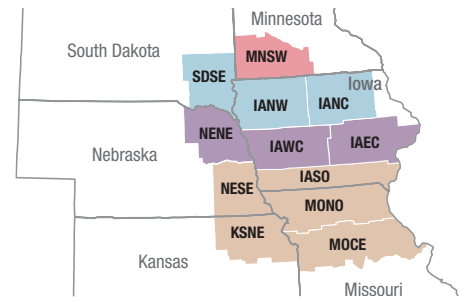 Minnesota
South Dakota
MNSW
SDSE
Iowa
IANW
IANC
NENE
IAWC
IAEC
Nebraska
IASO
NESE
MONO
KSNE
MOCE
Kansas
Missouri